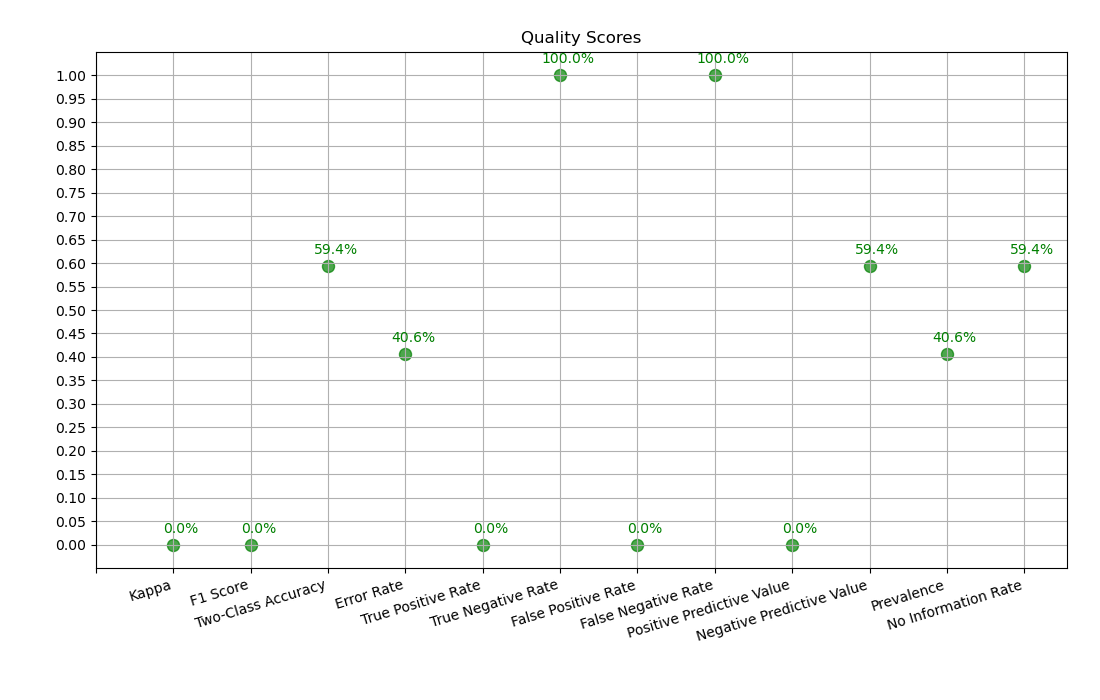 Quality Scores
1.00
0.95
0.90
0.85
0.80
0.75
0.70
0.65
0.60
0.55
0.50
0.45
0.40
0.35
0.30
0.25
0.20
0.15
0.10
0.05
0.00
0.0%
0.0%
59.4%
40.6%
0.0%
100.0%
0.0%
100.0%
0.0%
59.4%
40.6%
59.4%
Kappa
F1 Score
Two-Class Accuracy
Error Rate
True Positive Rate
True Negative Rate
False Positive Rate
False Negative Rate
Positive Predictive Value
Negative Predictive Value
Prevalence
No Information Rate